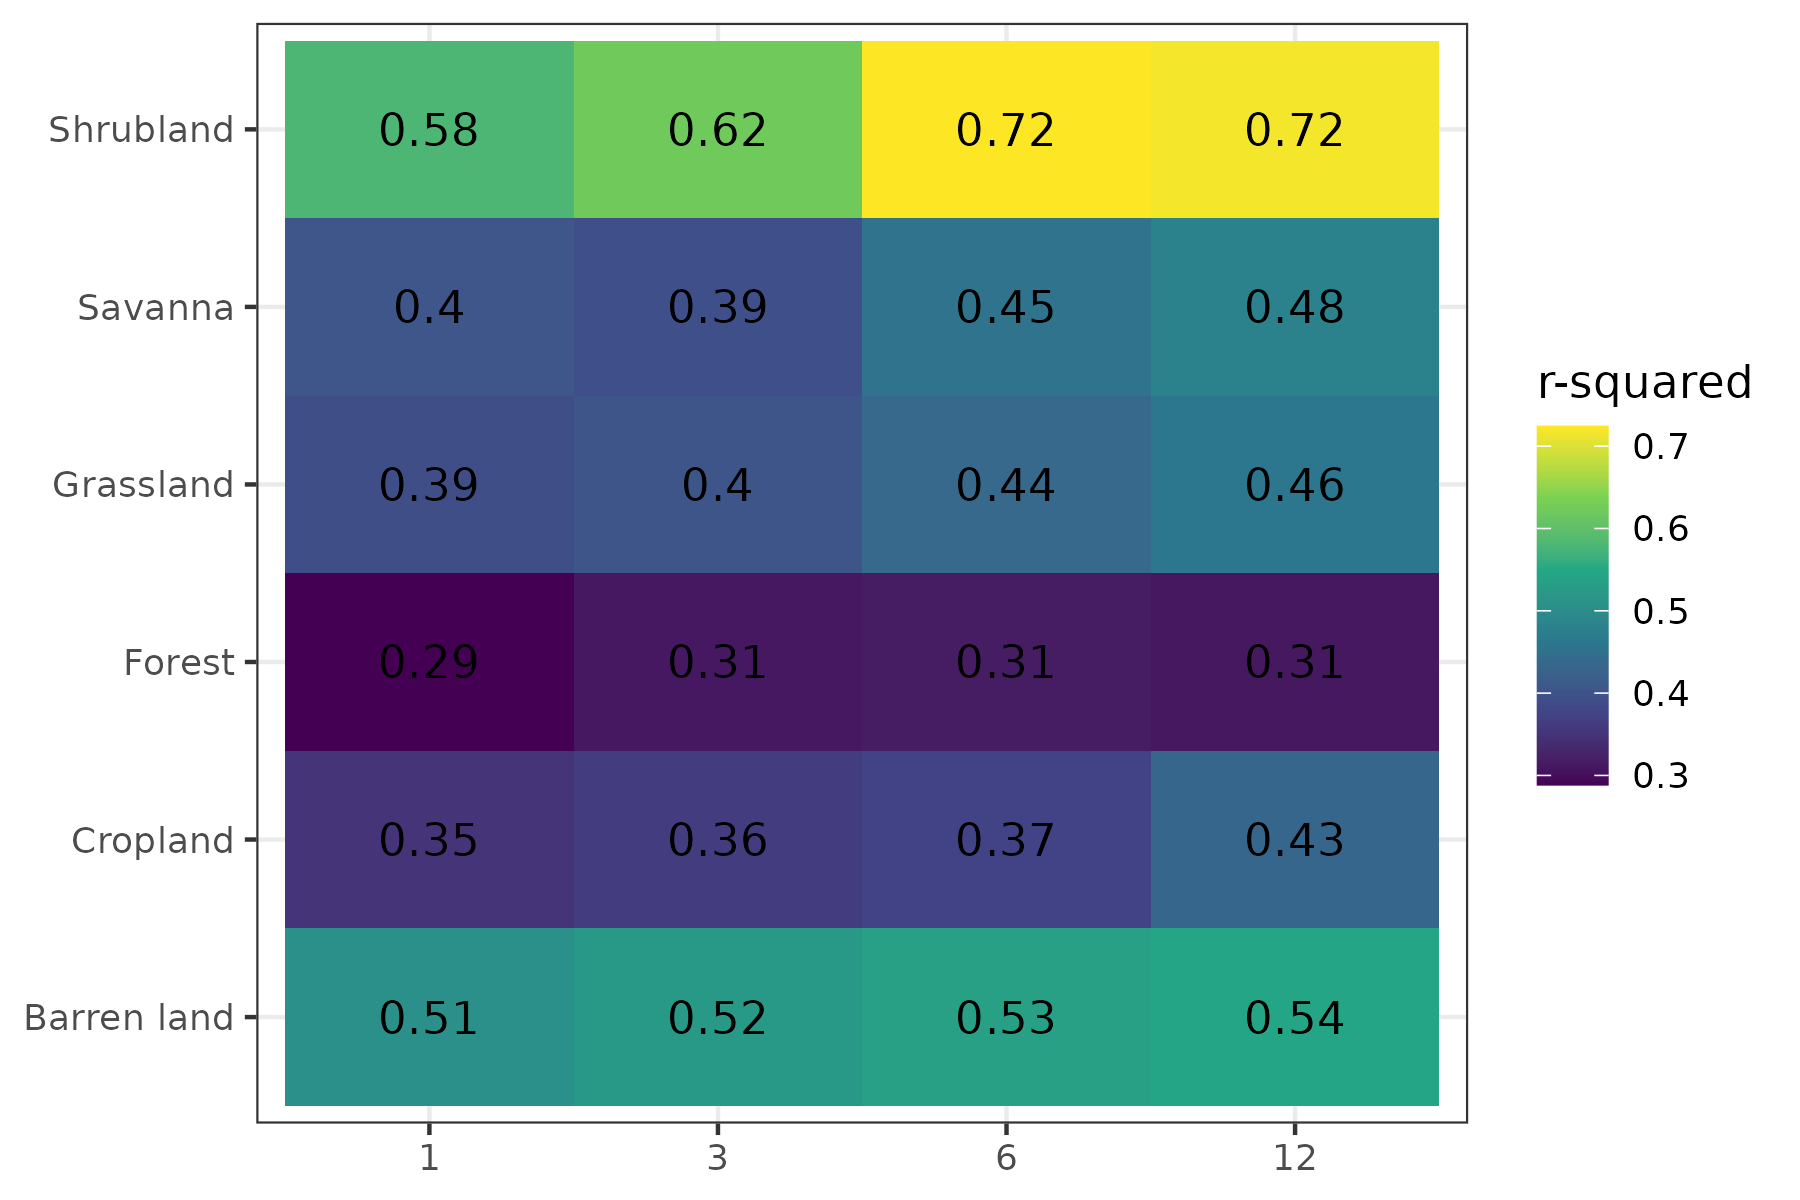 Shrubland 0.58 0.62 0.72 0.72
Savanna 0.4 0.39 0.45 0.48
Grassland 0.39 0.4 0.44 0.46
Forest 0.29 0.31 0.31 0.31
Cropland 0.35 0.36 0.37 0.43
Barren land 0.51 0.52 0.53 0.54
1 3 6 12
r-squared
0.7
0.6
0.5
0.4
0.3